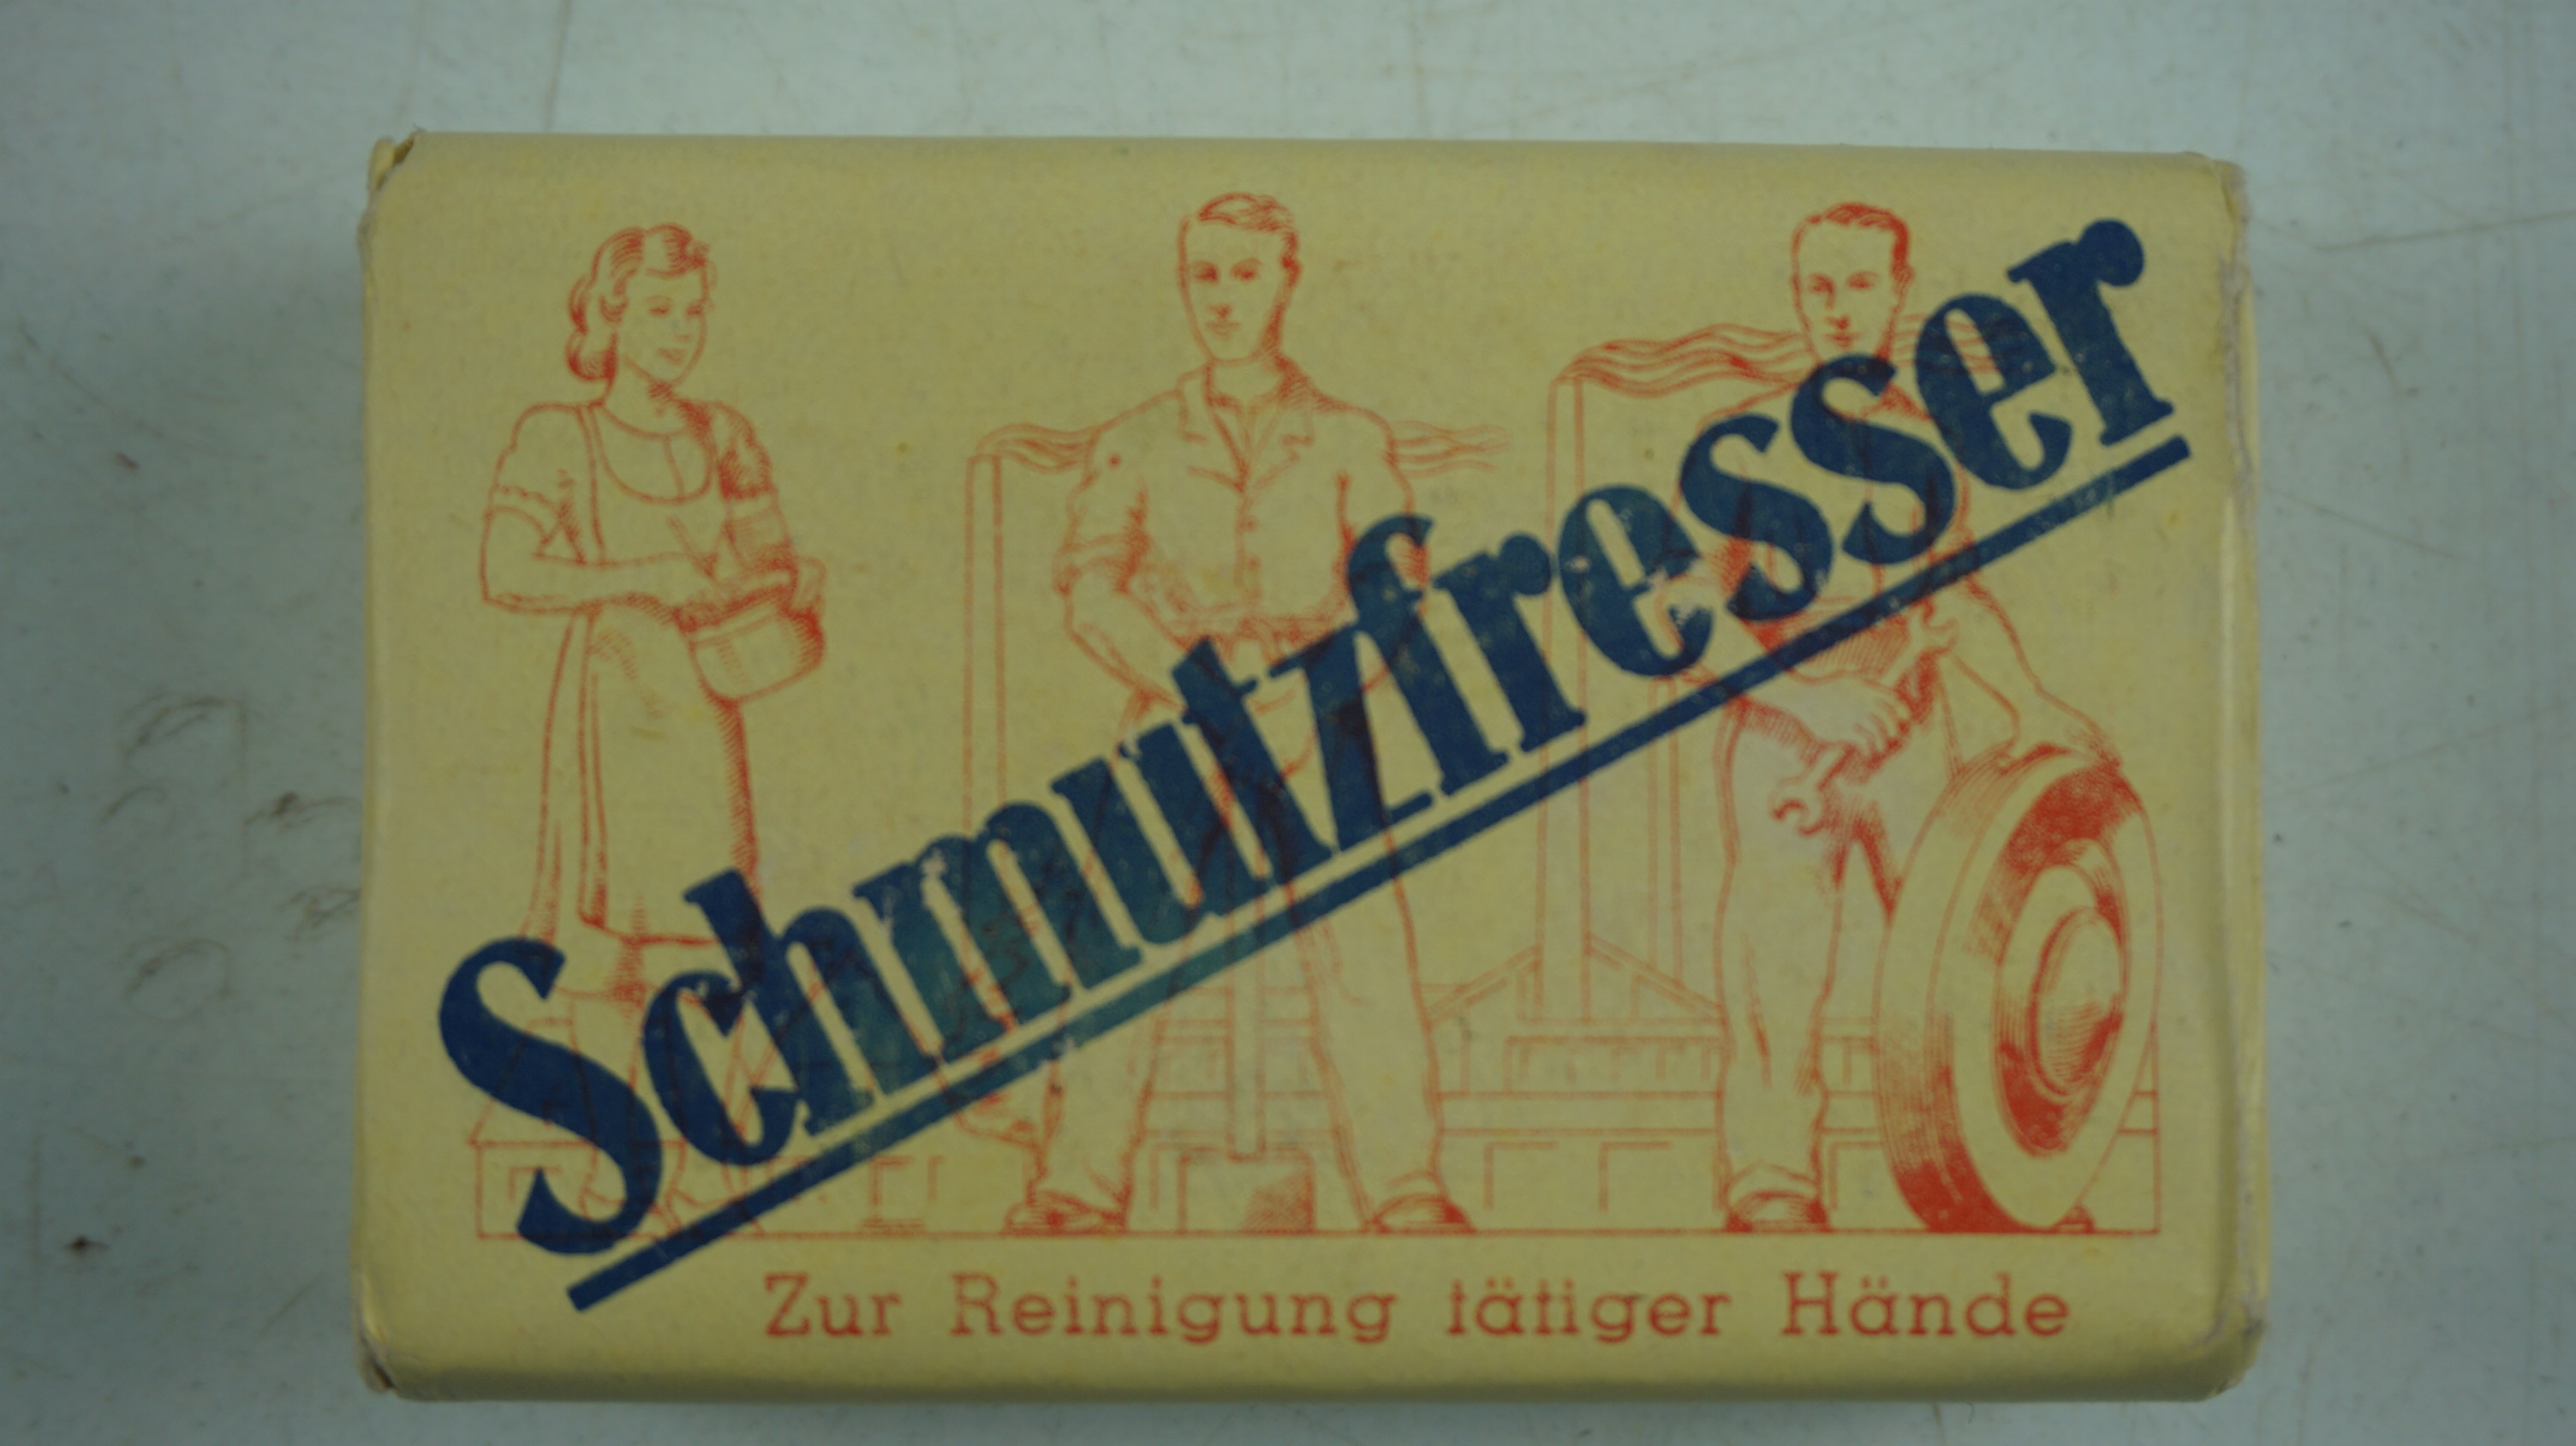 Schmutzfresser
Zur Reinigung tätiger Hände